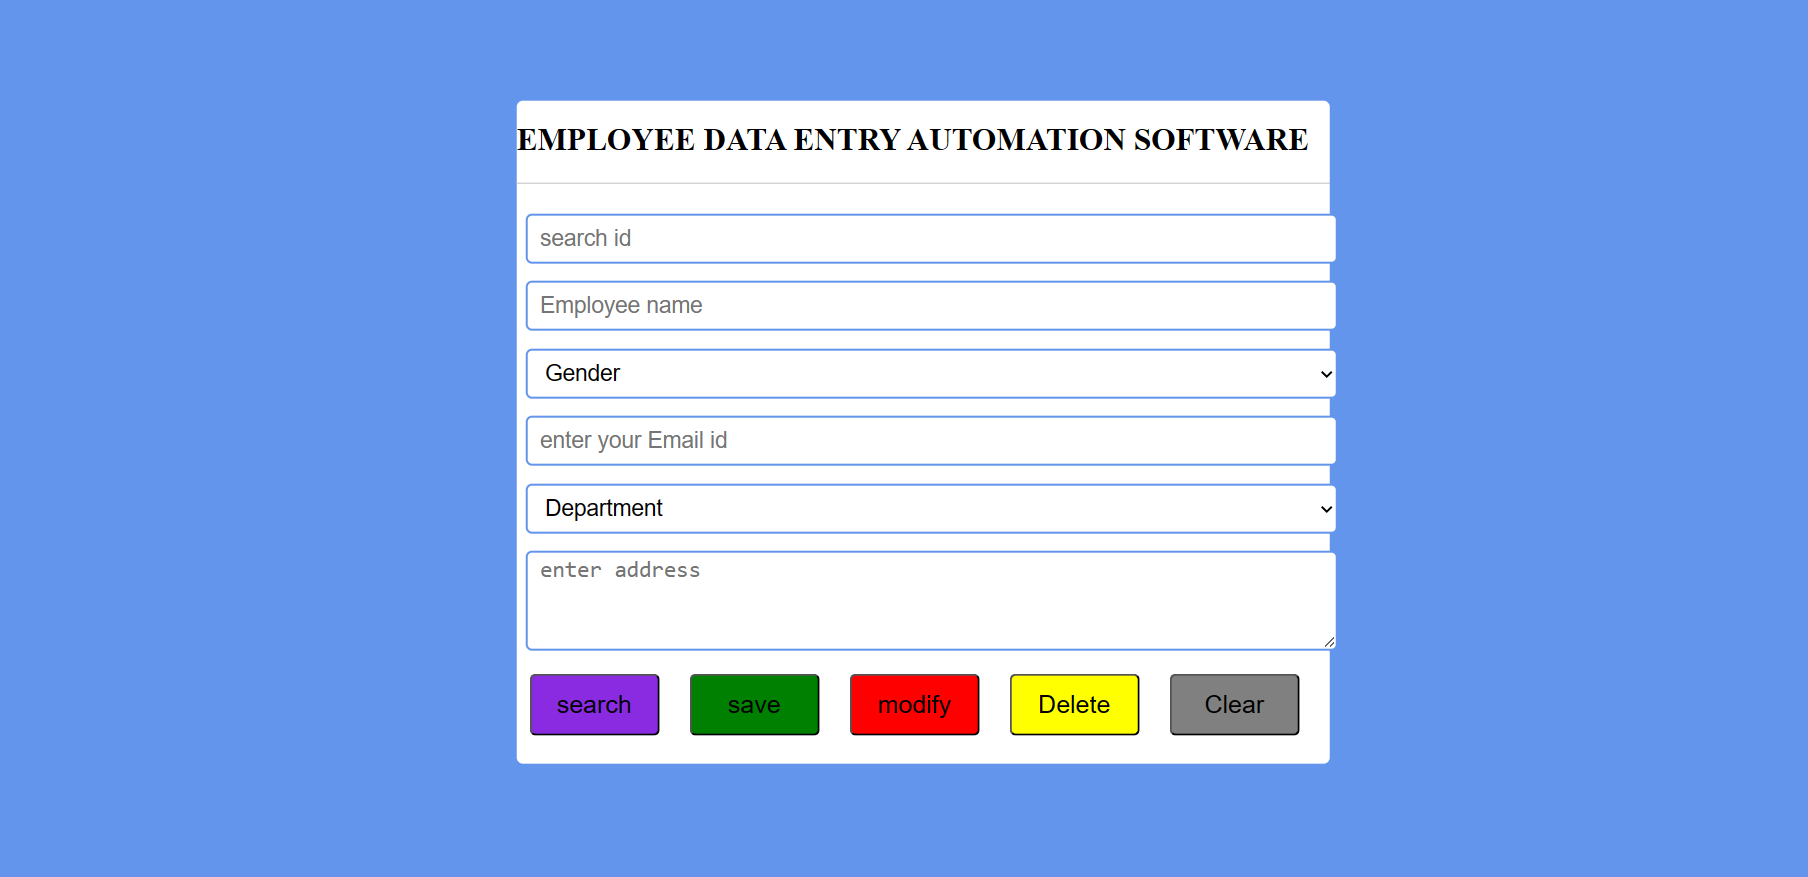 EMPLOYEE DATA ENTRY AUTOMATION SOFTWARE
search id
Employee name
Gender
enter your Email id
Department
enter address
search save modify Delete Clear